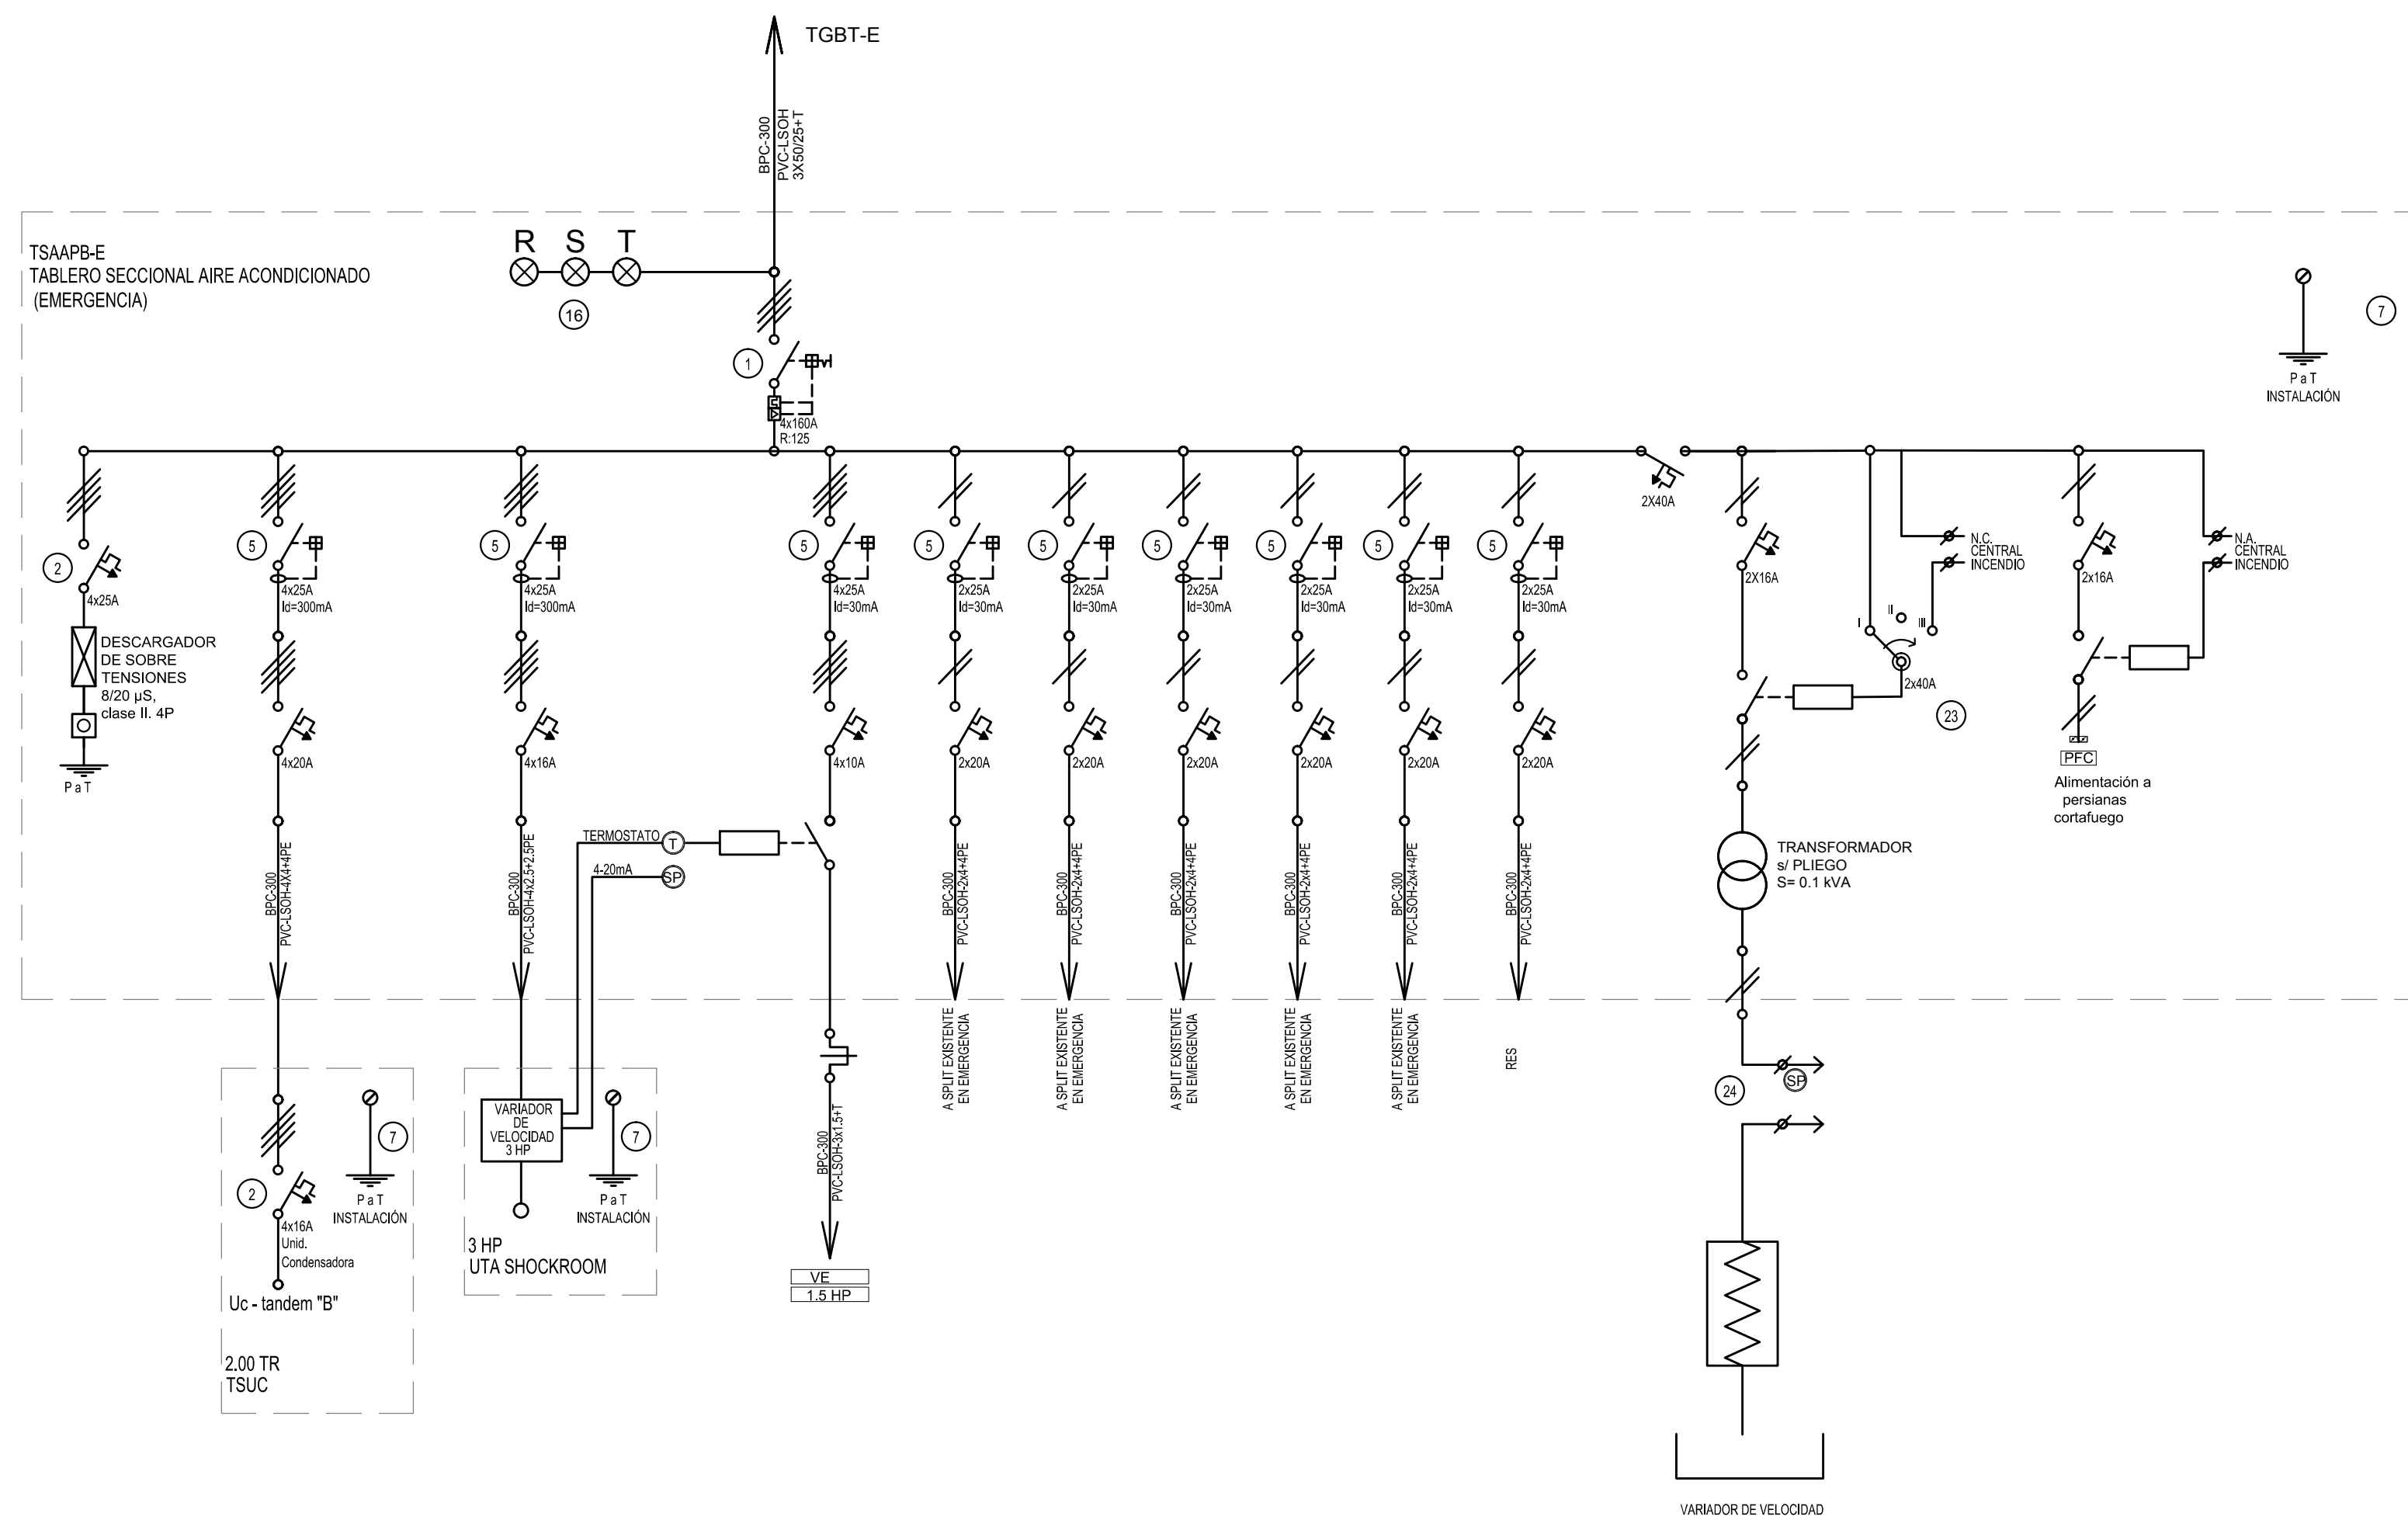 TGBT-E
BPC-300
PVC-LSOH
3X50/25+T
TSAAPB-E
TABLERO SECCIONAL AIRE ACONDICIONADO
(EMERGENCIA)
R S T
16
1
4x160A
R:125
7
P a T
INSTALACIÓN
2
4x25A
DESCARGADOR
DE SOBRE
TENSIONES
8/20 µS,
clase II. 4P
P a T
5
4x25A
Id=300mA
4x20A
BPC-300
PVC-LSOH-4X4+4PE
5
4x25A
Id=300mA
4x16A
BPC-300
PVC-LSOH-4x2.5+2.5PE
TERMOSTATO
T
4-20mA
SP
5
4x25A
Id=30mA
4x10A
BPC-300
PVC-LSOH-3x1.5+T
VE
1.5 HP
5
2x25A
Id=30mA
2x20A
BPC-300
PVC-LSOH-2x4+4PE
A SPLIT EXISTENTE
EN EMERGENCIA
5
2x25A
Id=30mA
2x20A
BPC-300
PVC-LSOH-2x4+4PE
A SPLIT EXISTENTE
EN EMERGENCIA
5
2x25A
Id=30mA
2x20A
BPC-300
PVC-LSOH-2x4+4PE
A SPLIT EXISTENTE
EN EMERGENCIA
5
2x25A
Id=30mA
2x20A
BPC-300
PVC-LSOH-2x4+4PE
A SPLIT EXISTENTE
EN EMERGENCIA
5
2x25A
Id=30mA
2x20A
BPC-300
PVC-LSOH-2x4+4PE
A SPLIT EXISTENTE
EN EMERGENCIA
5
2x25A
Id=30mA
2x20A
BPC-300
PVC-LSOH-2x4+4PE
RES
2X40A
2X16A
N.C.
CENTRAL
INCENDIO
I II III
2x40A
23
2x16A
N.A.
CENTRAL
INCENDIO
PFC
Alimentación a
persianas
cortafuego
TRANSFORMADOR
s/ PLIEGO
S= 0.1 kVA
24
SP
VARIADOR DE VELOCIDAD
7
P a T
INSTALACIÓN
2
4x16A
Unid.
Condensadora
Uc - tandem "B"
2.00 TR
TSUC
VARIADOR
DE
VELOCIDAD
3 HP
7
P a T
INSTALACIÓN
3 HP
UTA SHOCKROOM